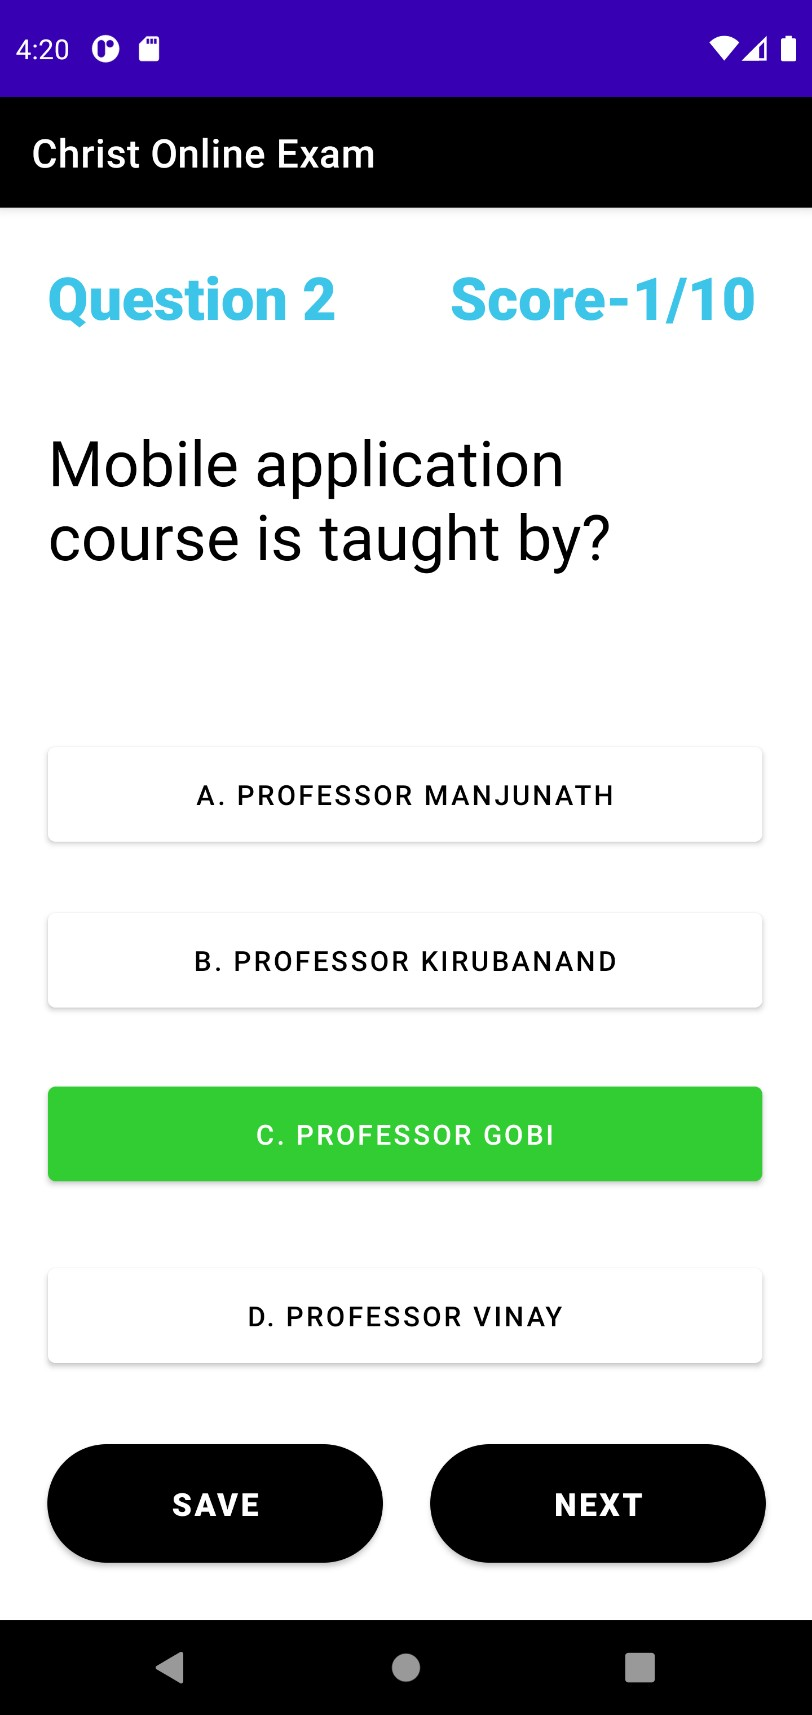 4:20
Christ Online Exam
Question 2 Score-1/10
Mobile application
course is taught by?
A. PROFESSOR MANJUNATH
B. PROFESSOR KIRUBANAND
C. PROFESSOR GOBI
D. PROFESSOR VINAY
SAVE NEXT